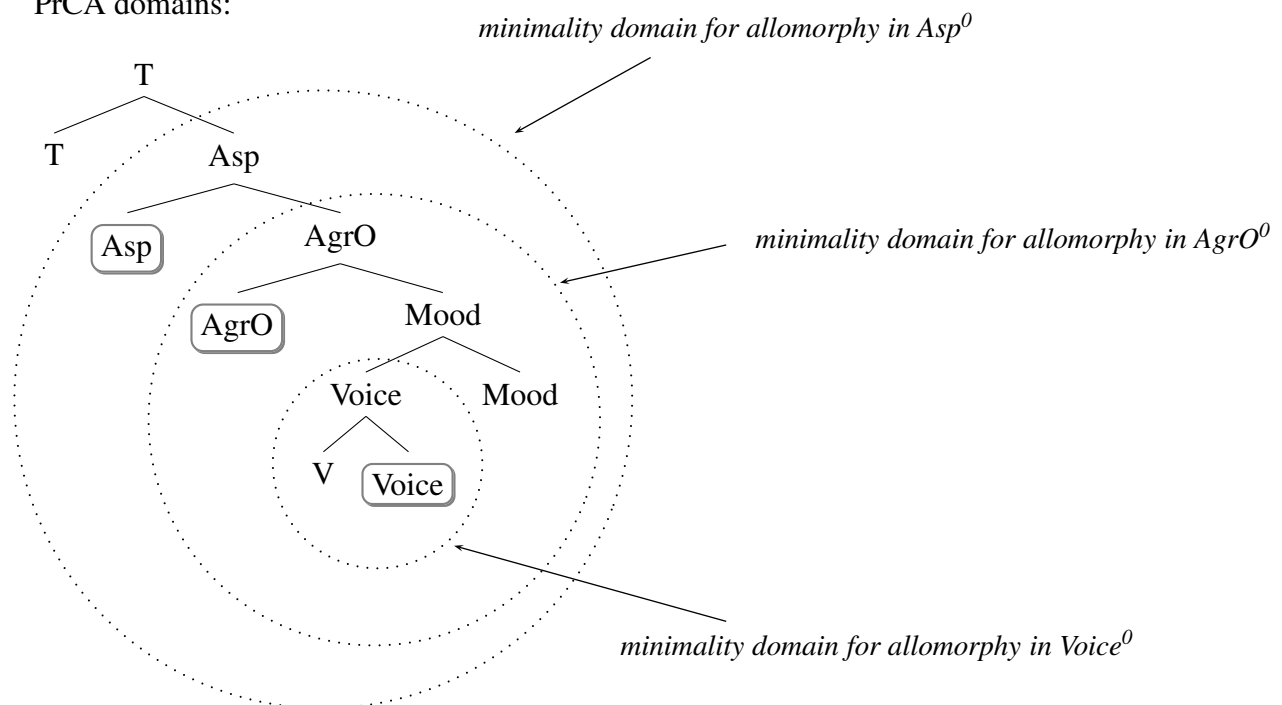 PrCA domains:
minimality domain for allomorphy in Asp⁰
T
T
Asp
Asp
AgrO
minimality domain for allomorphy in AgrO⁰
AgrO
Mood
Voice
Mood
V
Voice
minimality domain for allomorphy in Voice⁰